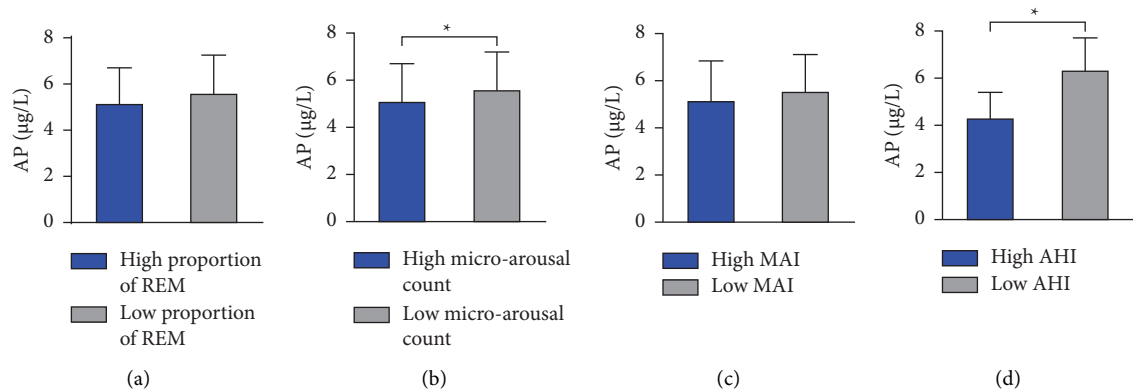 8
6
4
2
0
AP (µg/L)
High proportion
of REM
Low proportion
of REM
(a)
*
8
6
4
2
0
AP (µg/L)
High micro-arousal
count
Low micro-arousal
count
(b)
8
6
4
2
0
AP (µg/L)
High MAI
Low MAI
(c)
*
8
6
4
2
0
AP (µg/L)
High AHI
Low AHI
(d)